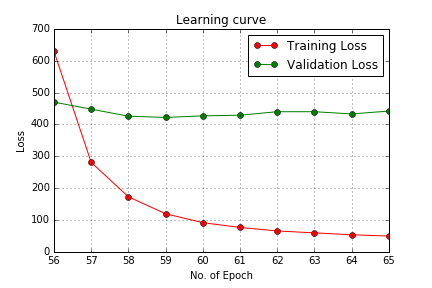 Learning curve
700
600
500
400
300
200
100
0
Loss
Training Loss
Validation Loss
56 57 58 59 60 61 62 63 64 65
No. of Epoch